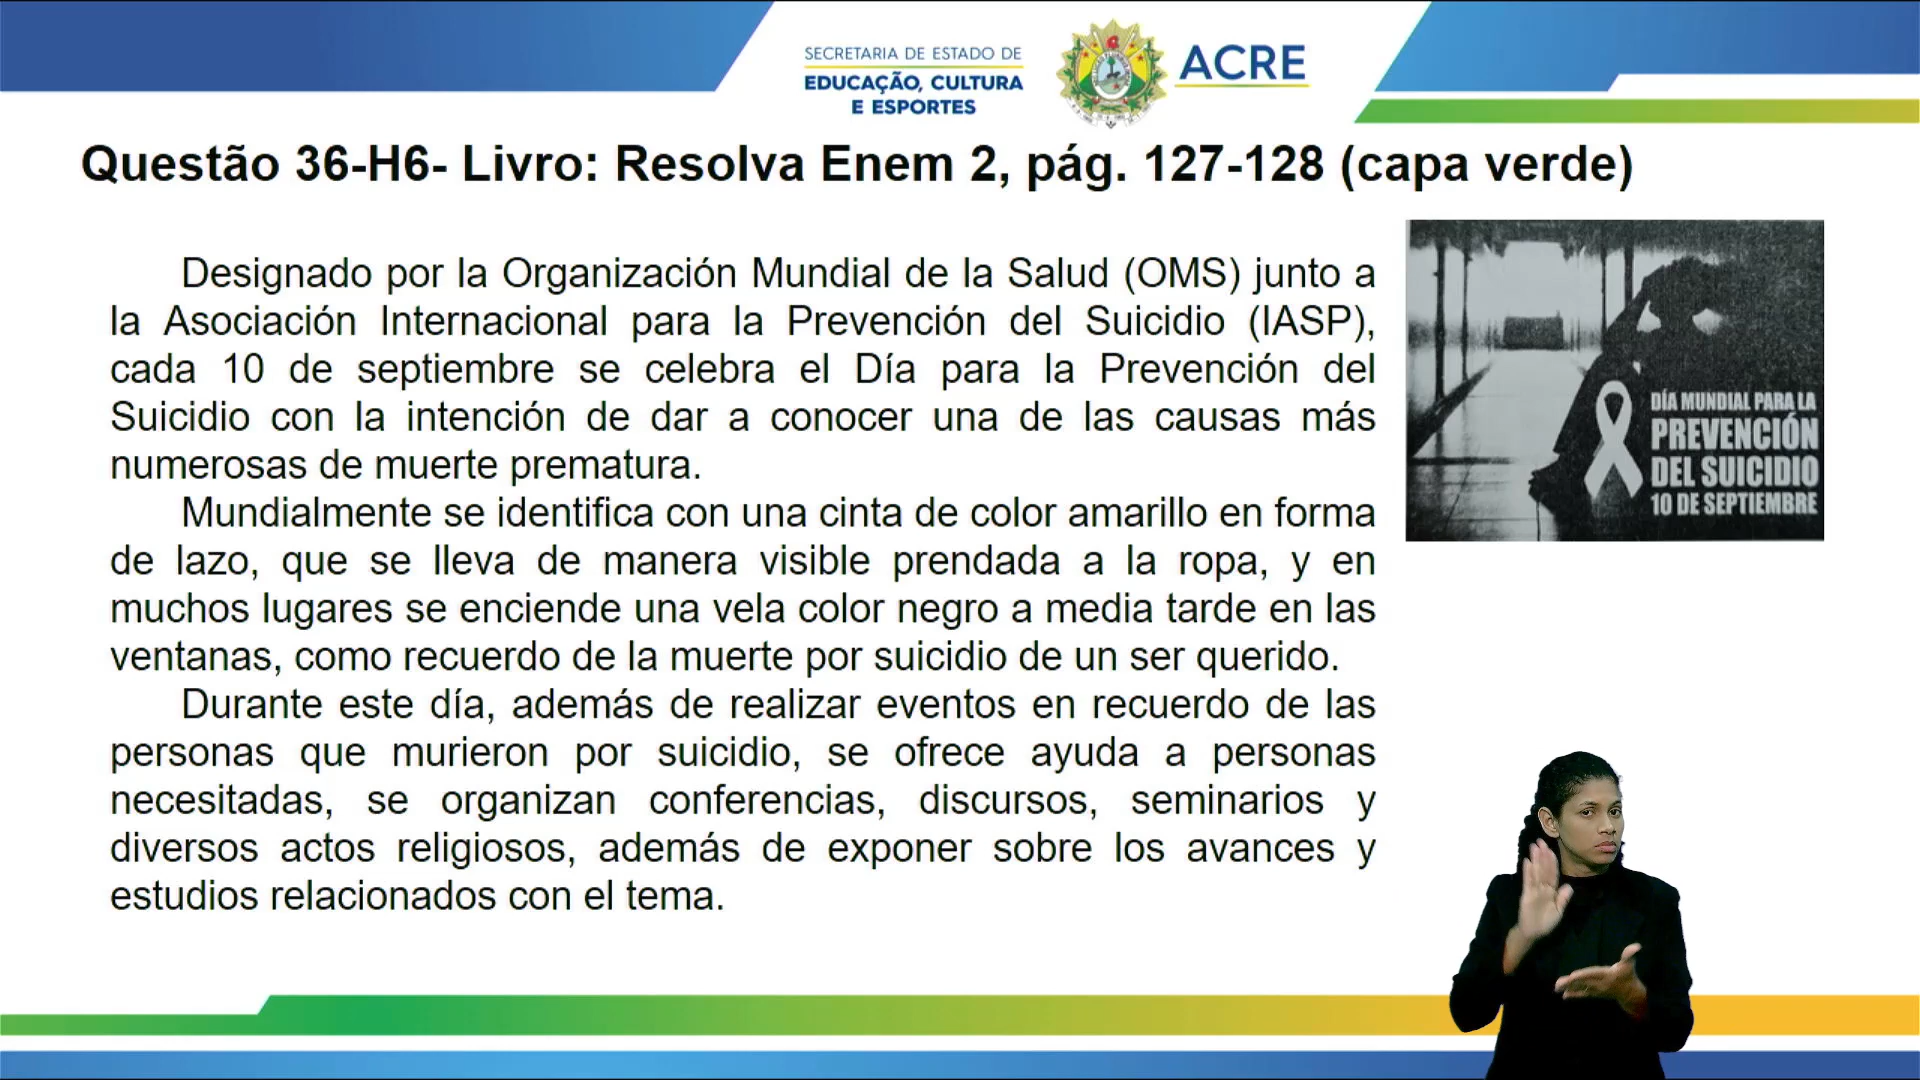 SECRETARIA DE ESTADO DE
EDUCAÇÃO, CULTURA
E ESPORTES
ACRE
Questão 36-H6- Livro: Resolva Enem 2, pág. 127-128 (capa verde)
Designado por la Organización Mundial de la Salud (OMS) junto a
la Asociación Internacional para la Prevención del Suicidio (IASP),
cada 10 de septiembre se celebra el Día para la Prevención del
Suicidio con la intención de dar a conocer una de las causas más
numerosas de muerte prematura.
Mundialmente se identifica con una cinta de color amarillo en forma
de lazo, que se lleva de manera visible prendada a la ropa, y en
muchos lugares se enciende una vela color negro a media tarde en las
ventanas, como recuerdo de la muerte por suicidio de un ser querido.
Durante este día, además de realizar eventos en recuerdo de las
personas que murieron por suicidio, se ofrece ayuda a personas
necesitadas, se organizan conferencias, discursos, seminarios y
diversos actos religiosos, además de exponer sobre los avances y
estudios relacionados con el tema.
DÍA MUNDIAL PARA LA
PREVENCIÓN
DEL SUICIDIO
10 DE SEPTIEMBRE